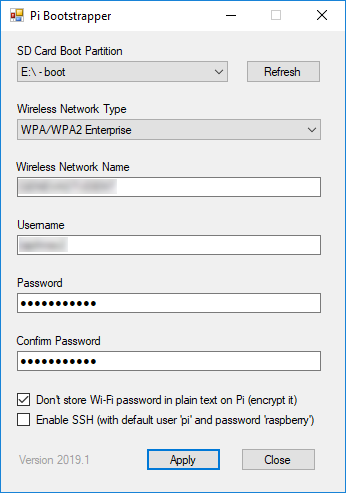 Pi Bootstrapper
SD Card Boot Partition
E:\ - boot
Refresh
Wireless Network Type
WPA/WPA2 Enterprise
Wireless Network Name
Username
Password
●●●●●●●●●●●
Confirm Password
●●●●●●●●●●●
Don't store Wi-Fi password in plain text on Pi (encrypt it)
Enable SSH (with default user 'pi' and password 'raspberry')
Version 2019.1
Apply
Close